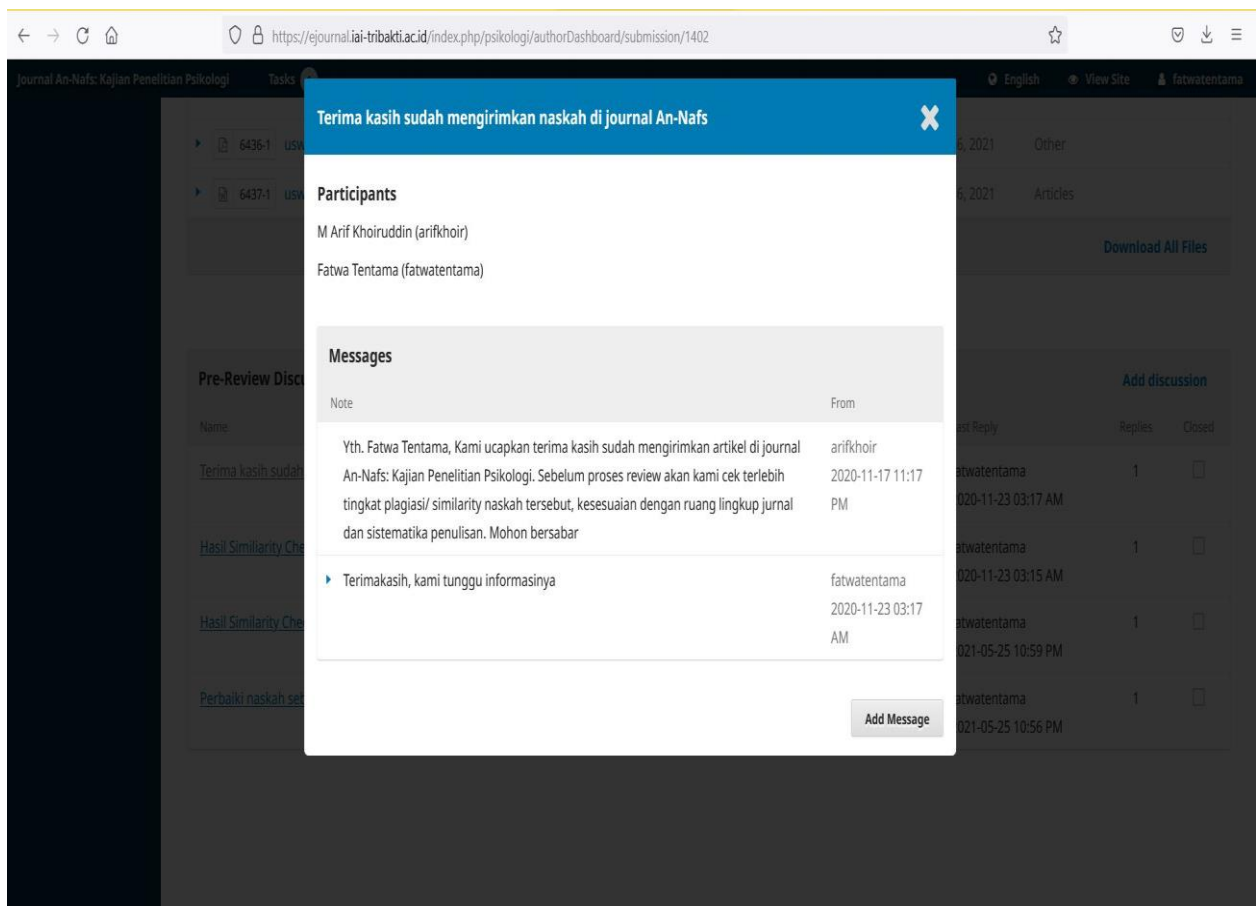 https://ejournal.iai-tribakti.ac.id/index.php/psikologi/authorDashboard/submission/1402
Journal An-Nafs: Kajian Penelitian Psikologi Tasks English View Site fatwatentama
Terima kasih sudah mengirimkan naskah di journal An-Nafs
6436-1 usw 6, 2021 Other
6437-1 usw 6, 2021 Articles
Download All Files
Participants
M Arif Khoiruddin (arifkhoir)
Fatwa Tentama (fatwatentama)
Messages
Note From
Yth. Fatwa Tentama, Kami ucapkan terima kasih sudah mengirimkan artikel di journal
An-Nafs: Kajian Penelitian Psikologi. Sebelum proses review akan kami cek terlebih
tingkat plagiasi/ similarity naskah tersebut, kesesuaian dengan ruang lingkup jurnal
dan sistematika penulisan. Mohon bersabar
arifkhoir
2020-11-17 11:17
PM
Terimakasih, kami tunggu informasinya
fatwatentama
2020-11-23 03:17
AM
Add Message
Pre-Review Discu Add discussion
Name ast Reply Replies Closed
Terima kasih sudah atwatentama 1
020-11-23 03:17 AM
Hasil Similiarity Che atwatentama 1
020-11-23 03:15 AM
Hasil Similarity Che atwatentama 1
021-05-25 10:59 PM
Perbaiki naskah seb atwatentama 1
021-05-25 10:56 PM